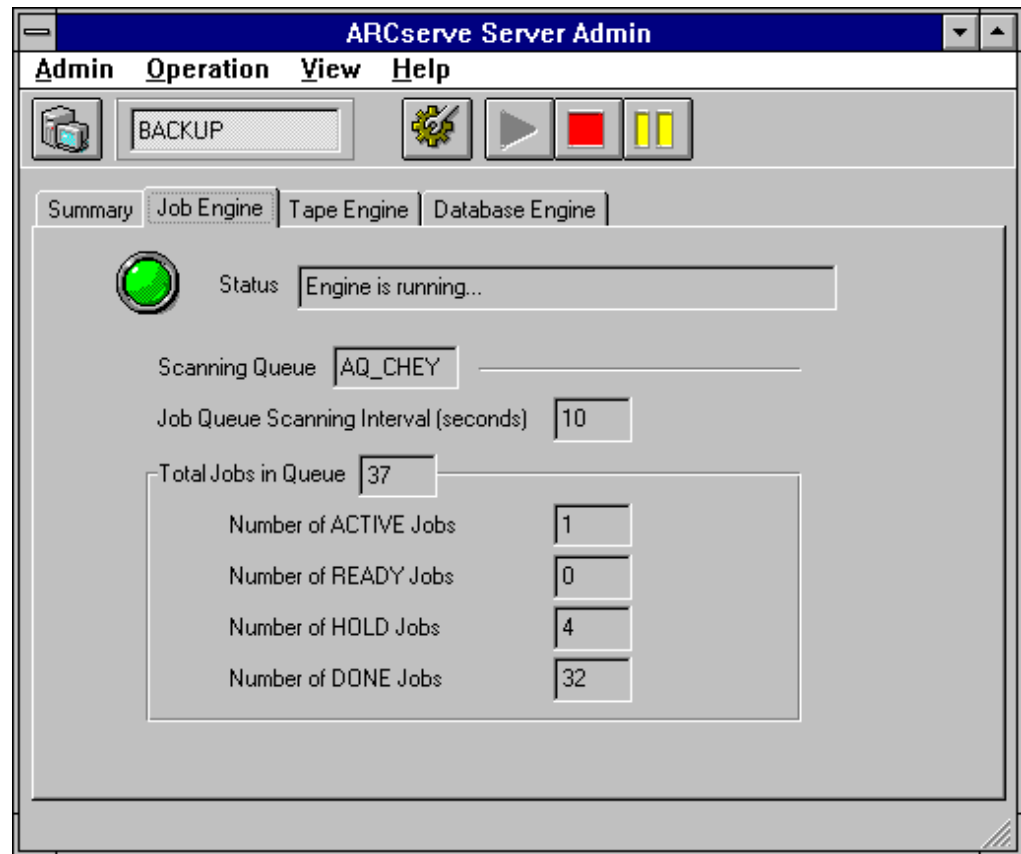 ARCserve Server Admin
Admin Operation View Help
BACKUP
Summary Job Engine Tape Engine Database Engine
Status Engine is running...
Scanning Queue AQ_CHEY
Job Queue Scanning Interval (seconds) 10
Total Jobs in Queue 37
Number of ACTIVE Jobs 1
Number of READY Jobs 0
Number of HOLD Jobs 4
Number of DONE Jobs 32